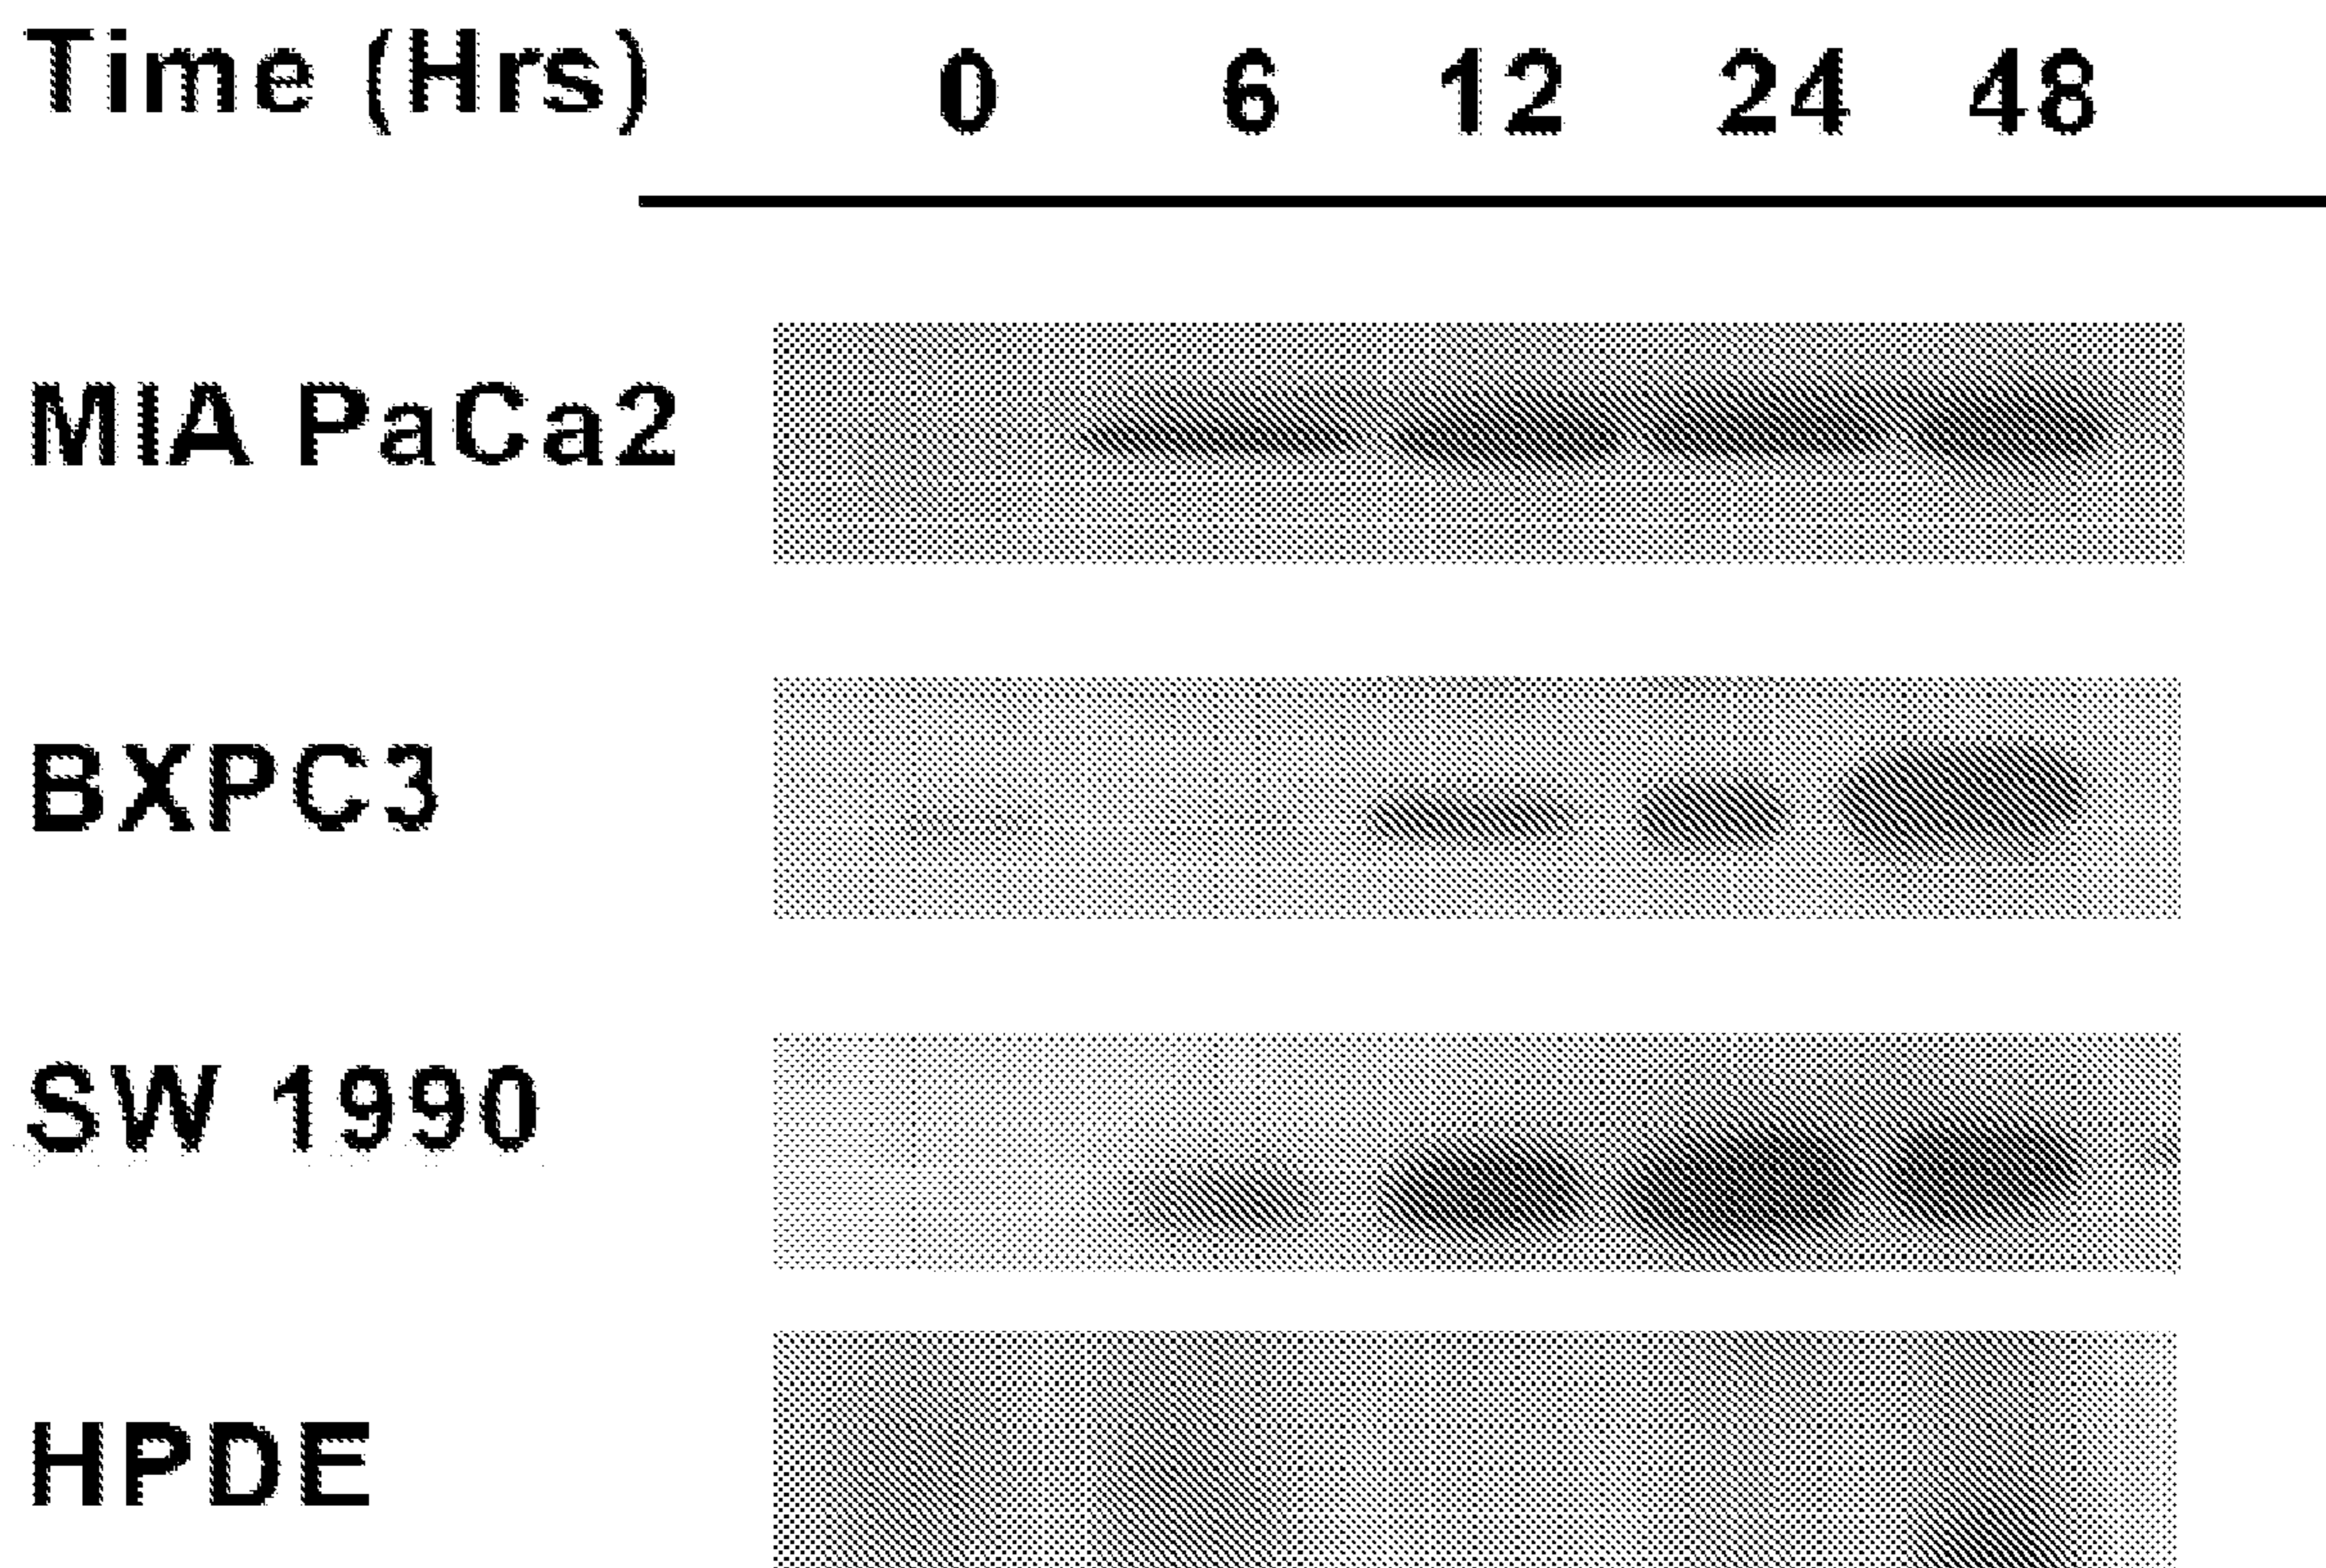 Time (Hrs) 0 6 12 24 48
MIA PaCa2
BXPC3
SW 1990
HPDE